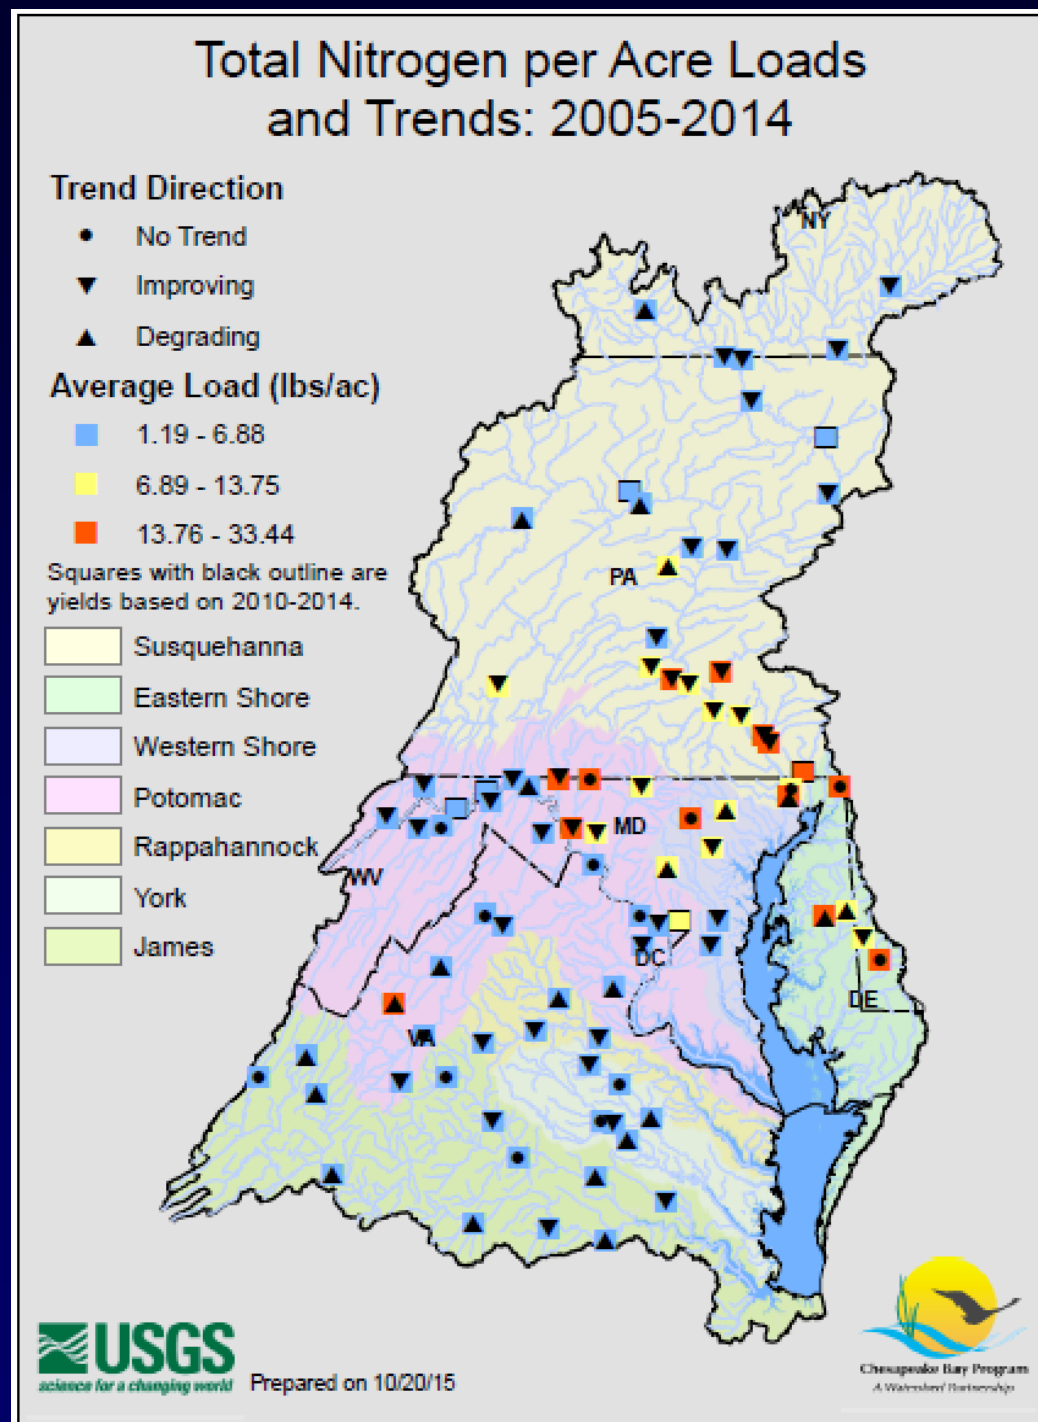 Total Nitrogen per Acre Loads
and Trends: 2005-2014
Trend Direction
No Trend
Improving
Degrading
Average Load (lbs/ac)
1.19 - 6.88
6.89 - 13.75
13.76 - 33.44
Squares with black outline are
yields based on 2010-2014.
Susquehanna
Eastern Shore
Western Shore
Potomac
Rappahannock
York
James
NY
PA
MD
WV
DC
DE
VA
USGS
science for a changing world
Prepared on 10/20/15
Chesapeake Bay Program
A Watershed Partnership